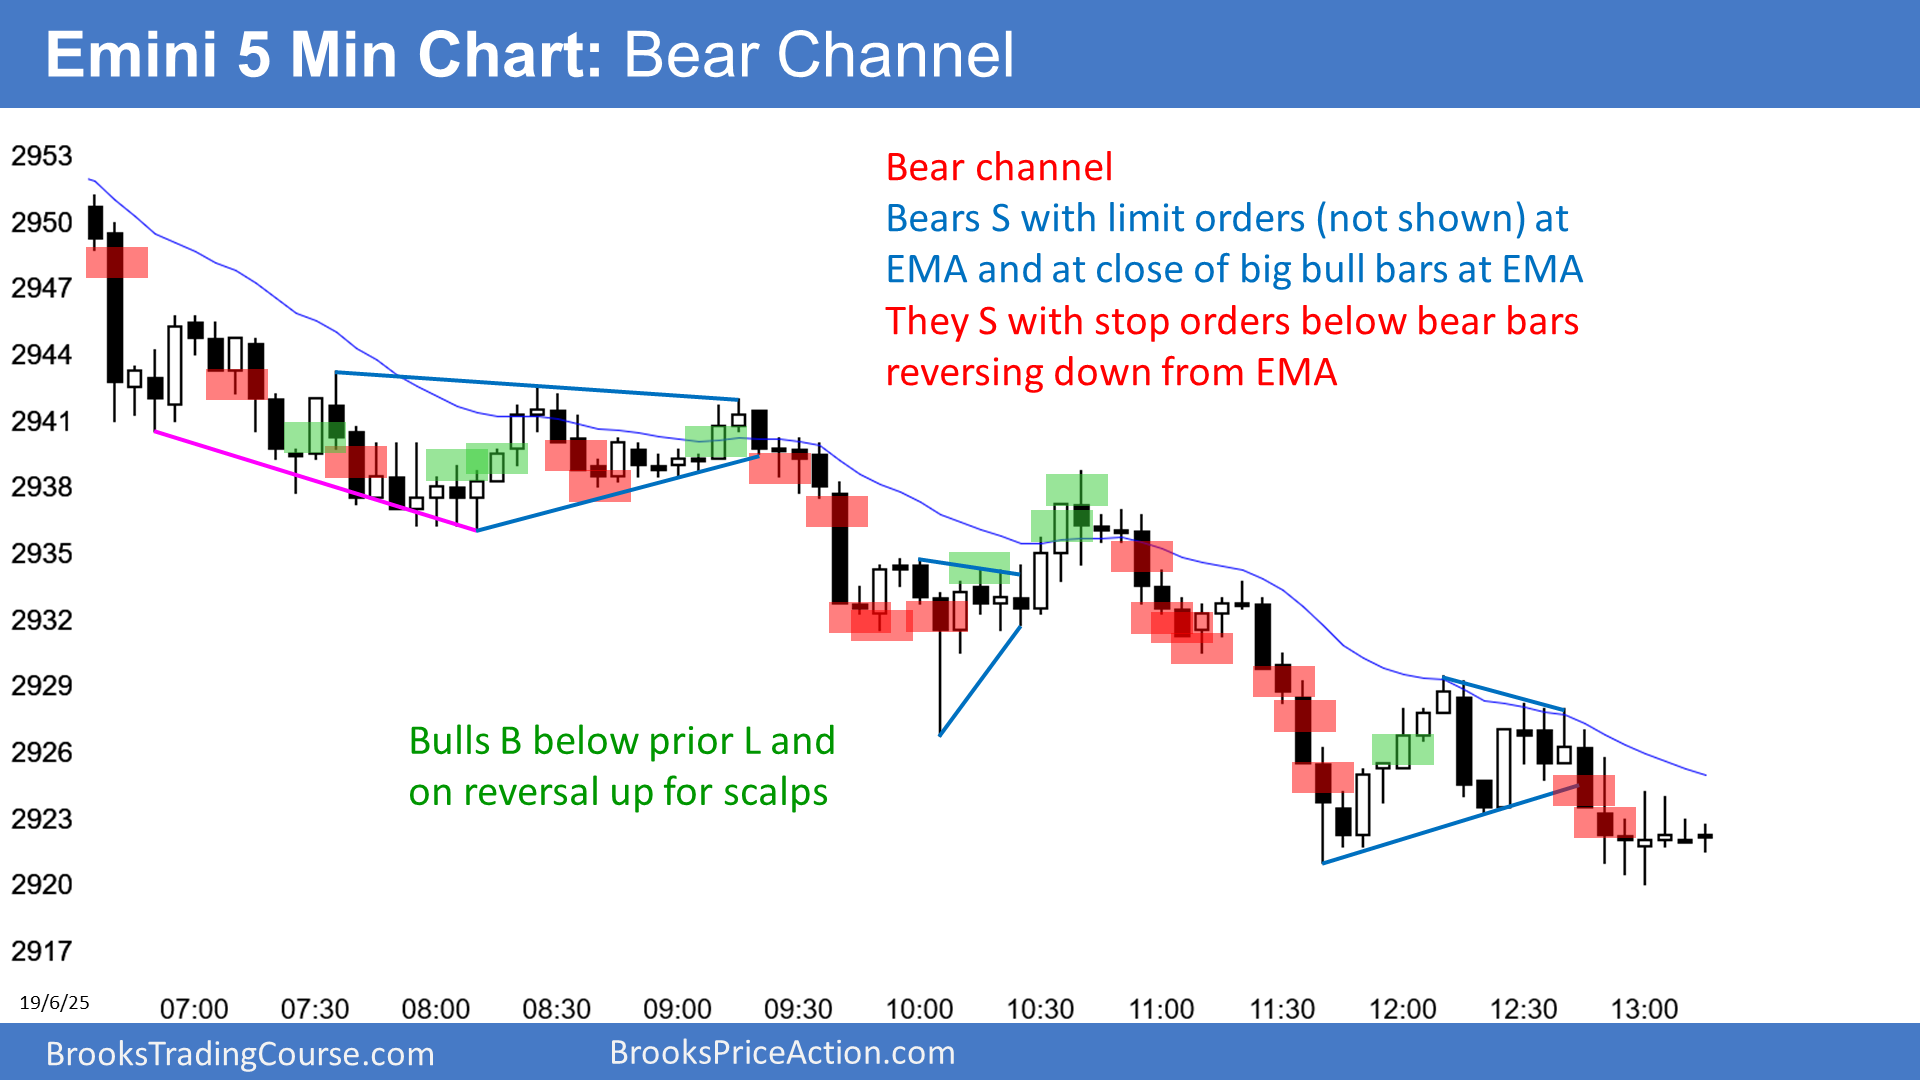 Emini 5 Min Chart: Bear Channel
2953
2950
2947
2944
2941
2938
2935
2932
2929
2926
2923
2920
2917
Bear channel
Bears S with limit orders (not shown) at
EMA and at close of big bull bars at EMA
They S with stop orders below bear bars
reversing down from EMA
Bulls B below prior L and
on reversal up for scalps
19/6/25
07:00 07:30 08:00 08:30 09:00 09:30 10:00 10:30 11:00 11:30 12:00 12:30 13:00
BrooksTradingCourse.com BrooksPriceAction.com